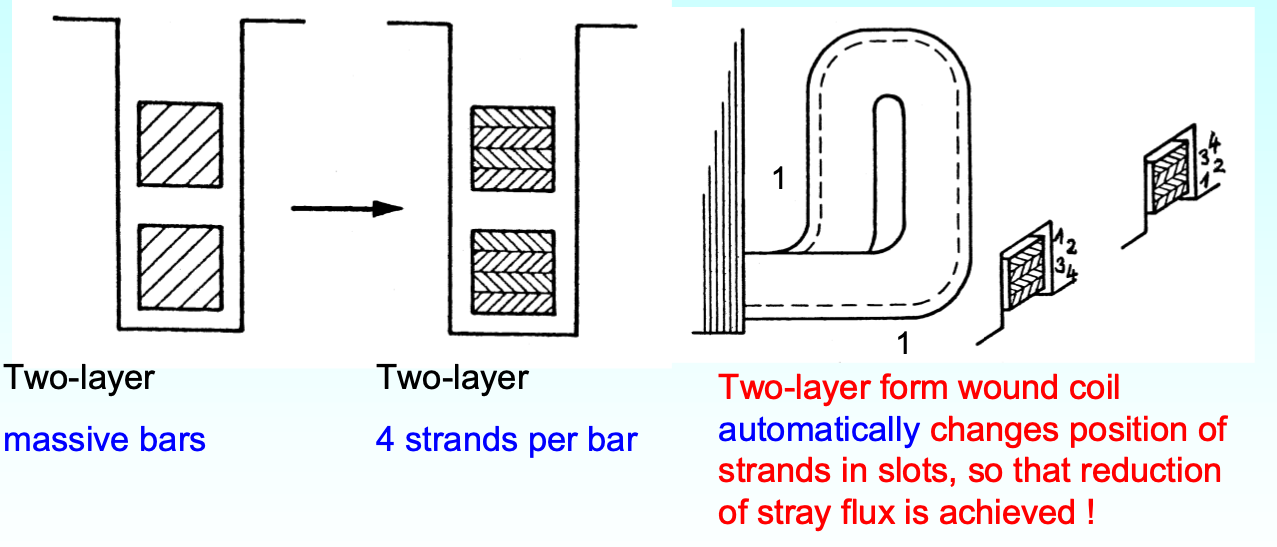 1
1
1 2
3 4
3 4
1 2
Two-layer
massive bars
Two-layer
4 strands per bar
Two-layer form wound coil
automatically changes position of
strands in slots, so that reduction
of stray flux is achieved !